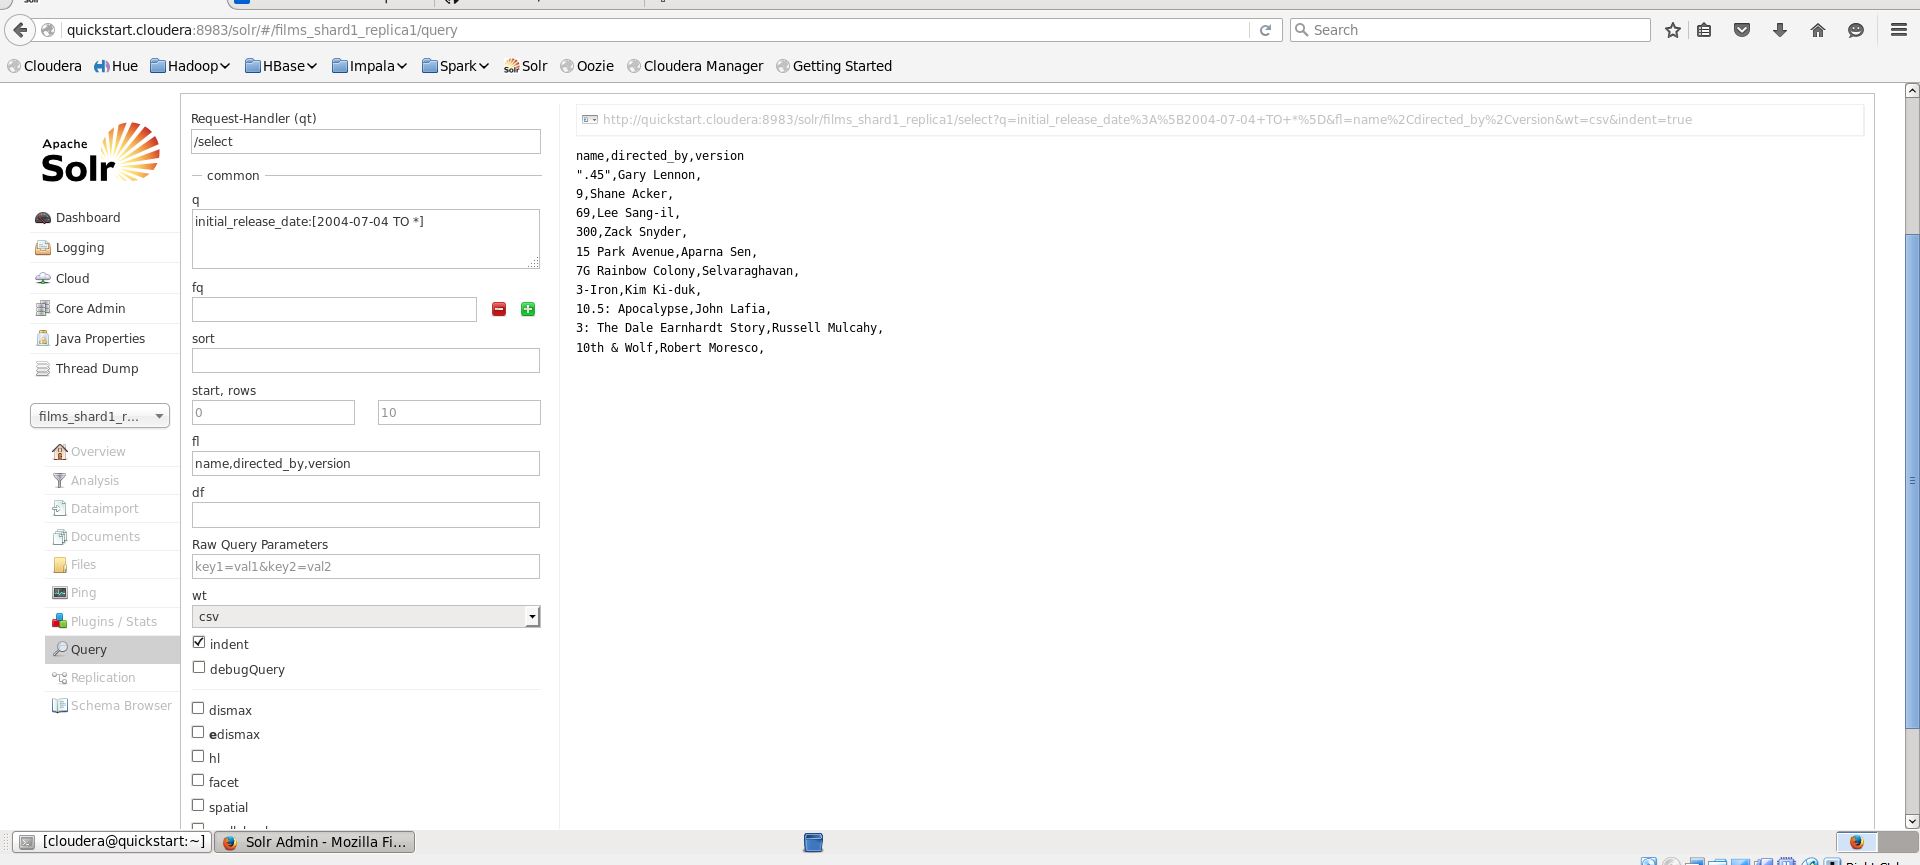 quickstart.cloudera:8983/solr/#/films_shard1_replica1/query
Search
Cloudera Hue Hadoop HBase Impala Spark Solr Oozie Cloudera Manager Getting Started
Apache
Solr
Dashboard
Logging
Cloud
Core Admin
Java Properties
Thread Dump
films_shard1_r...
Overview
Analysis
Dataimport
Documents
Files
Ping
Plugins / Stats
Query
Replication
Schema Browser
Request-Handler (qt)
/select
common
q
initial_release_date:[2004-07-04 TO *]
fq
sort
start, rows
0 10
fl
name,directed_by,version
df
Raw Query Parameters
key1=val1&key2=val2
wt
csv
indent
debugQuery
dismax
edismax
hl
facet
spatial
http://quickstart.cloudera:8983/solr/films_shard1_replica1/select?q=initial_release_date%3A%5B2004-07-04+TO+*%5D&fl=name%2Cdirected_by%2Cversion&wt=csv&indent=true
name,directed_by,version
".45",Gary Lennon,
9,Shane Acker,
69,Lee Sang-il,
300,Zack Snyder,
15 Park Avenue,Aparna Sen,
7G Rainbow Colony,Selvaraghavan,
3-Iron,Kim Ki-duk,
10.5: Apocalypse,John Lafia,
3: The Dale Earnhardt Story,Russell Mulcahy,
10th & Wolf,Robert Moresco,
[cloudera@quickstart:~] Solr Admin - Mozilla Fi...